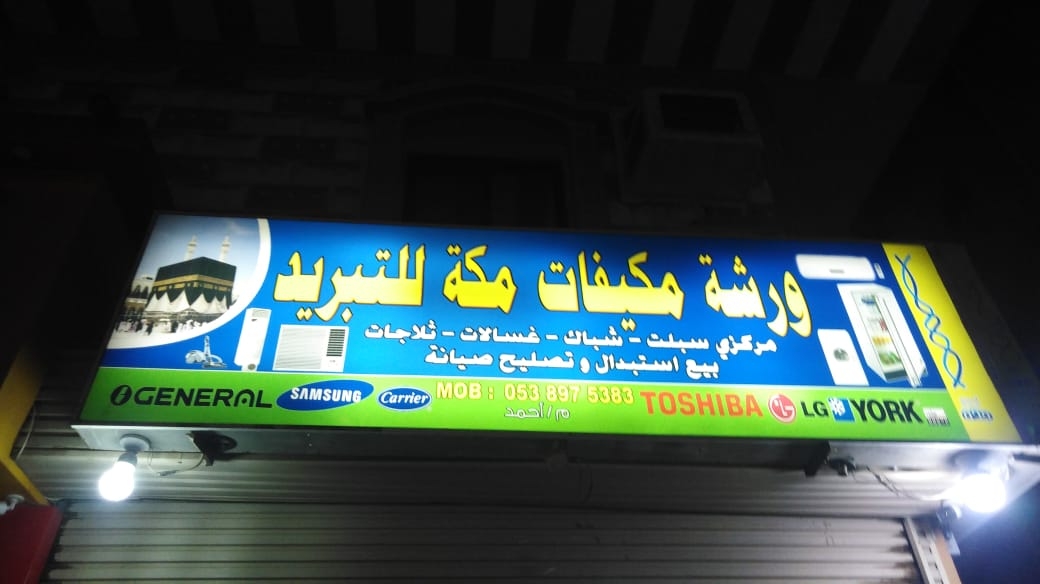 ورشة مكيفات مكة للتبريد
مركزي سبلت - شباك - غسالات - ثلاجات
بيع استبدال و تصليح صيانة
GENERAL SAMSUNG Carrier MOB : 053 897 5383 TOSHIBA LG YORK
م/أحمد